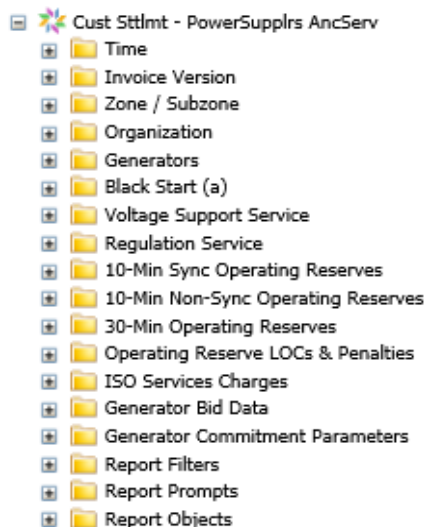 Cust Sttlmt - PowerSupplrs AncServ
Time
Invoice Version
Zone / Subzone
Organization
Generators
Black Start (a)
Voltage Support Service
Regulation Service
10-Min Sync Operating Reserves
10-Min Non-Sync Operating Reserves
30-Min Operating Reserves
Operating Reserve LOCs & Penalties
ISO Services Charges
Generator Bid Data
Generator Commitment Parameters
Report Filters
Report Prompts
Report Objects